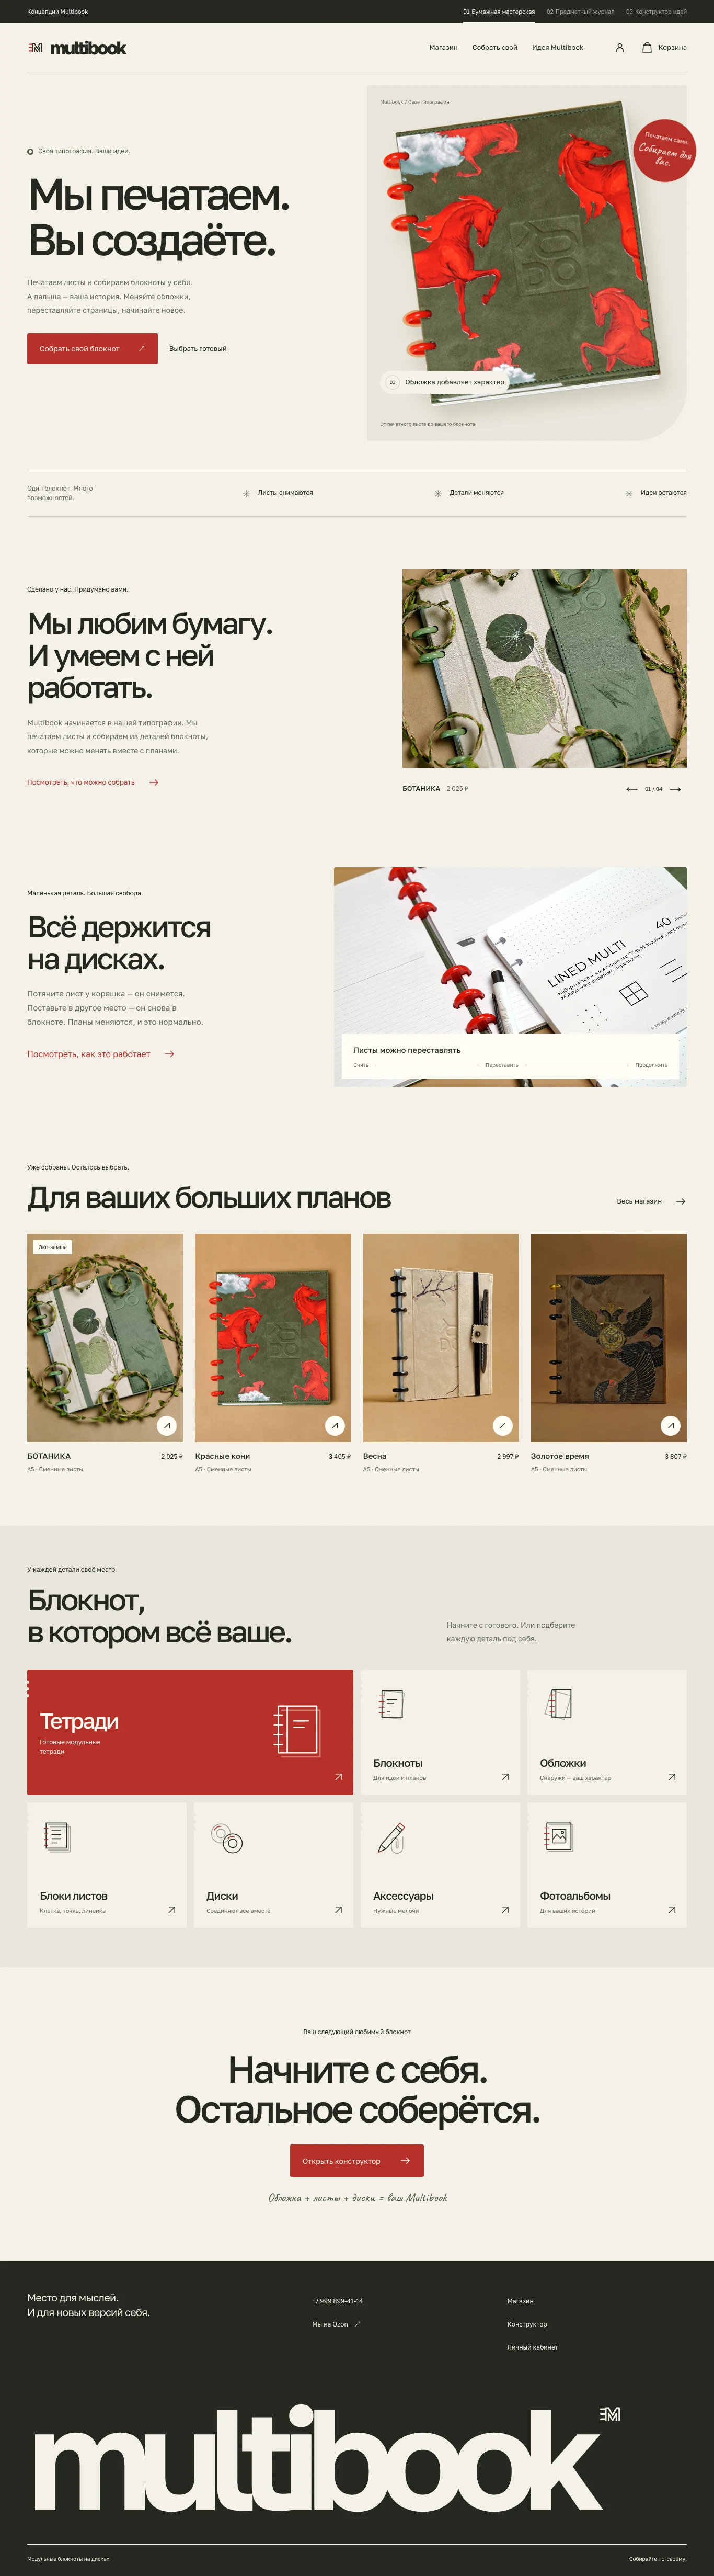 Концепции Multibook
01 Бумажная мастерская
02 Предметный журнал
03 Конструктор идей
multibook
Магазин
Собрать свой
Идея Multibook
Корзина
Своя типография. Ваши идеи.
Мы печатаем.
Вы создаёте.
Печатаем листы и собираем блокноты у себя.
А дальше — ваша история. Меняйте обложки,
переставляйте страницы, начинайте новое.
Собрать свой блокнот
Выбрать готовый
Multibook / Своя типография
Печатаем сами.
Собираем для
вас.
03
Обложка добавляет характер
От печатного листа до вашего блокнота
Один блокнот. Много
возможностей.
Листы снимаются
Детали меняются
Идеи остаются
Сделано у нас. Придумано вами.
Мы любим бумагу.
И умеем с ней
работать.
Multibook начинается в нашей типографии. Мы
печатаем листы и собираем из деталей блокноты,
которые можно менять вместе с планами.
Посмотреть, что можно собрать
БОТАНИКА 2 025 ₽
01 / 04
Маленькая деталь. Большая свобода.
Всё держится
на дисках.
Потяните лист у корешка — он снимется.
Поставьте в другое место — он снова в
блокноте. Планы меняются, и это нормально.
Посмотреть, как это работает
LINED MULTI
40
Листы можно переставлять
Снять
Переставить
Продолжить
Уже собраны. Осталось выбрать.
Для ваших больших планов
Весь магазин
Эко-замша
БОТАНИКА
2 025 ₽
А5 · Сменные листы
Красные кони
3 405 ₽
А5 · Сменные листы
Весна
2 997 ₽
А5 · Сменные листы
Золотое время
3 807 ₽
А5 · Сменные листы
У каждой детали своё место
Блокнот,
в котором всё ваше.
Начните с готового. Или подберите
каждую деталь под себя.
Тетради
Готовые модульные
тетради
Блокноты
Для идей и планов
Обложки
Снаружи — ваш характер
Блоки листов
Клетка, точка, линейка
Диски
Соединяют всё вместе
Аксессуары
Нужные мелочи
Фотоальбомы
Для ваших историй
Ваш следующий любимый блокнот
Начните с себя.
Остальное соберётся.
Открыть конструктор
Обложка + листы + диски = ваш Multibook
Место для мыслей.
И для новых версий себя.
+7 999 899-41-14
Мы на Ozon
Магазин
Конструктор
Личный кабинет
multibook
Модульные блокноты на дисках
Собирайте по-своему.